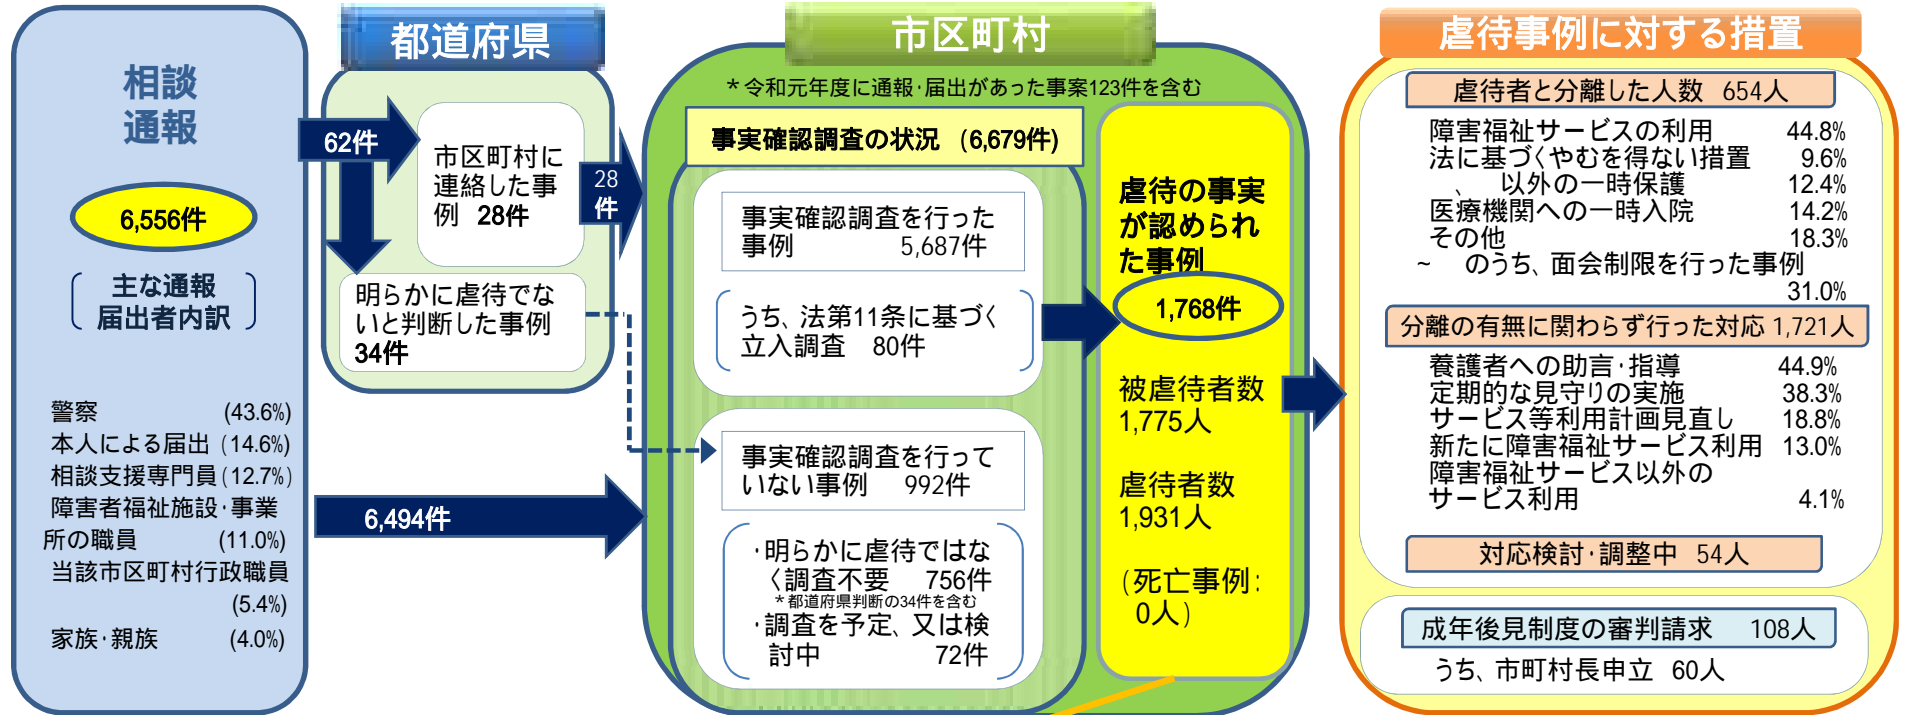 相談
通報
6,556件
主な通報
届出者内訳
警察 (43.6%)
本人による届出 (14.6%)
相談支援専門員(12.7%)
障害者福祉施設･事業
所の職員 (11.0%)
当該市区町村行政職員
(5.4%)
家族･親族 (4.0%)
都道府県
62件
市区町村に
連絡した事
例 28件
28
件
明らかに虐待でな
いと判断した事例
34件
6,494件
市区町村
*令和元年度に通報･届出があった事案123件を含む
事実確認調査の状況 (6,679件)
事実確認調査を行った
事例 5,687件
うち、法第11条に基づく
立入調査 80件
事実確認調査を行って
いない事例 992件
･明らかに虐待ではな
く調査不要 756件
*都道府県判断の34件を含む
･調査を予定、又は検
討中 72件
虐待の事実
が認められ
た事例
1,768件
被虐待者数
1,775人
虐待者数
1,931人
(死亡事例:
0人)
虐待事例に対する措置
虐待者と分離した人数 654人
障害福祉サービスの利用 44.8%
法に基づくやむを得ない措置 9.6%
、 以外の一時保護 12.4%
医療機関への一時入院 14.2%
その他 18.3%
~ のうち、面会制限を行った事例
31.0%
分離の有無に関わらず行った対応 1,721人
養護者への助言･指導 44.9%
定期的な見守りの実施 38.3%
サービス等利用計画見直し 18.8%
新たに障害福祉サービス利用 13.0%
障害福祉サービス以外の
サービス利用 4.1%
対応検討･調整中 54人
成年後見制度の審判請求 108人
うち、市町村長申立 60人